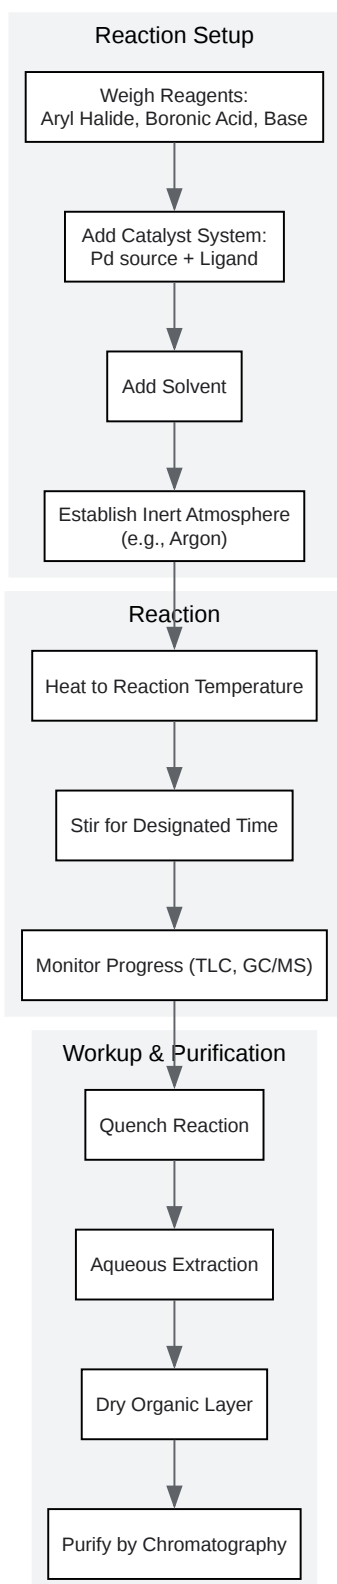 Reaction Setup
Weigh Reagents:
Aryl Halide, Boronic Acid, Base
Add Catalyst System:
Pd source + Ligand
Add Solvent
Establish Inert Atmosphere
(e.g., Argon)
Reaction
Heat to Reaction Temperature
Stir for Designated Time
Monitor Progress (TLC, GC/MS)
Workup & Purification
Quench Reaction
Aqueous Extraction
Dry Organic Layer
Purify by Chromatography